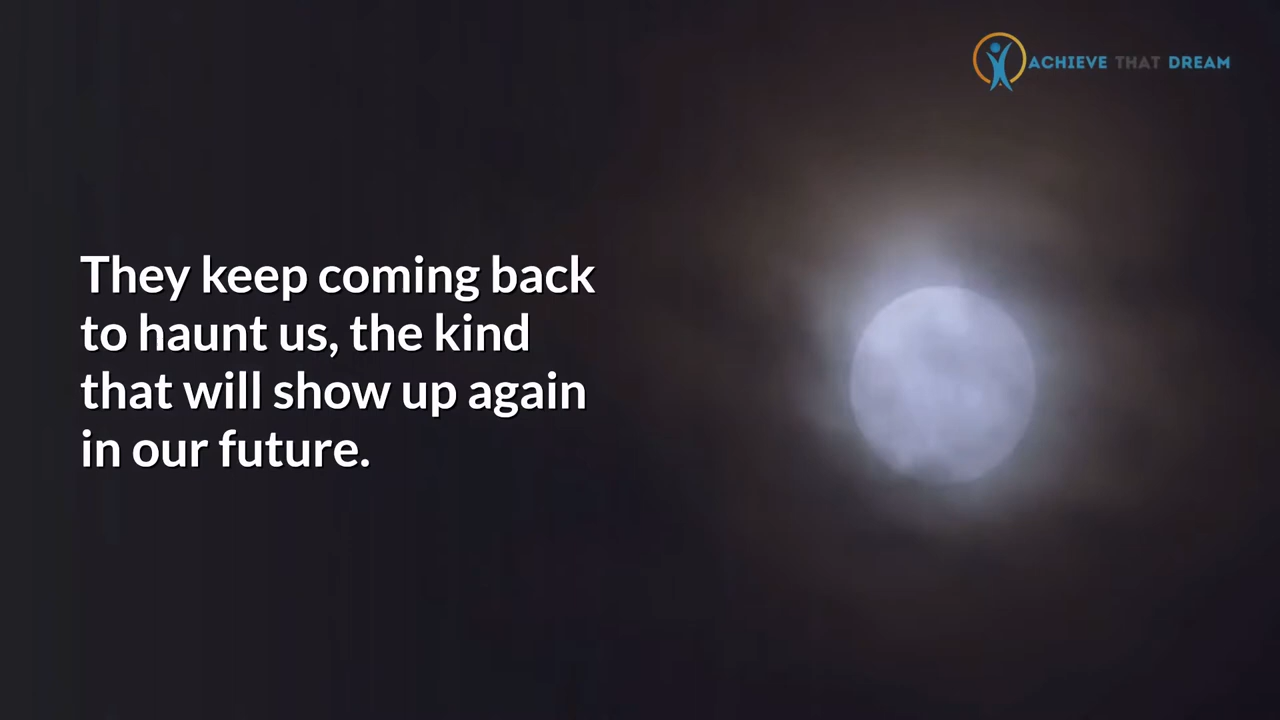 ACHIEVE THAT DREAM
They keep coming back
to haunt us, the kind
that will show up again
in our future.